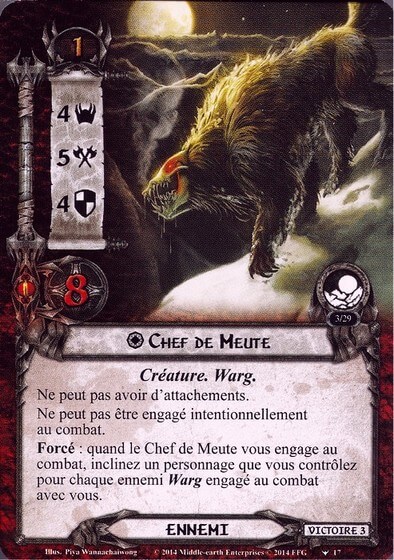 1
4
5
4
8
3/29
Chef de Meute
Créature. Warg.
Ne peut pas avoir d'attachements.
Ne peut pas être engagé intentionnellement
au combat.
Forcé : quand le Chef de Meute vous engage au
combat, inclinez un personnage que vous contrôlez
pour chaque ennemi Warg engagé au combat
avec vous.
ENNEMI
VICTOIRE 3
Illus. Piya Wannachaiwong © 2014 Middle-earth Enterprises © 2014 FFG 17